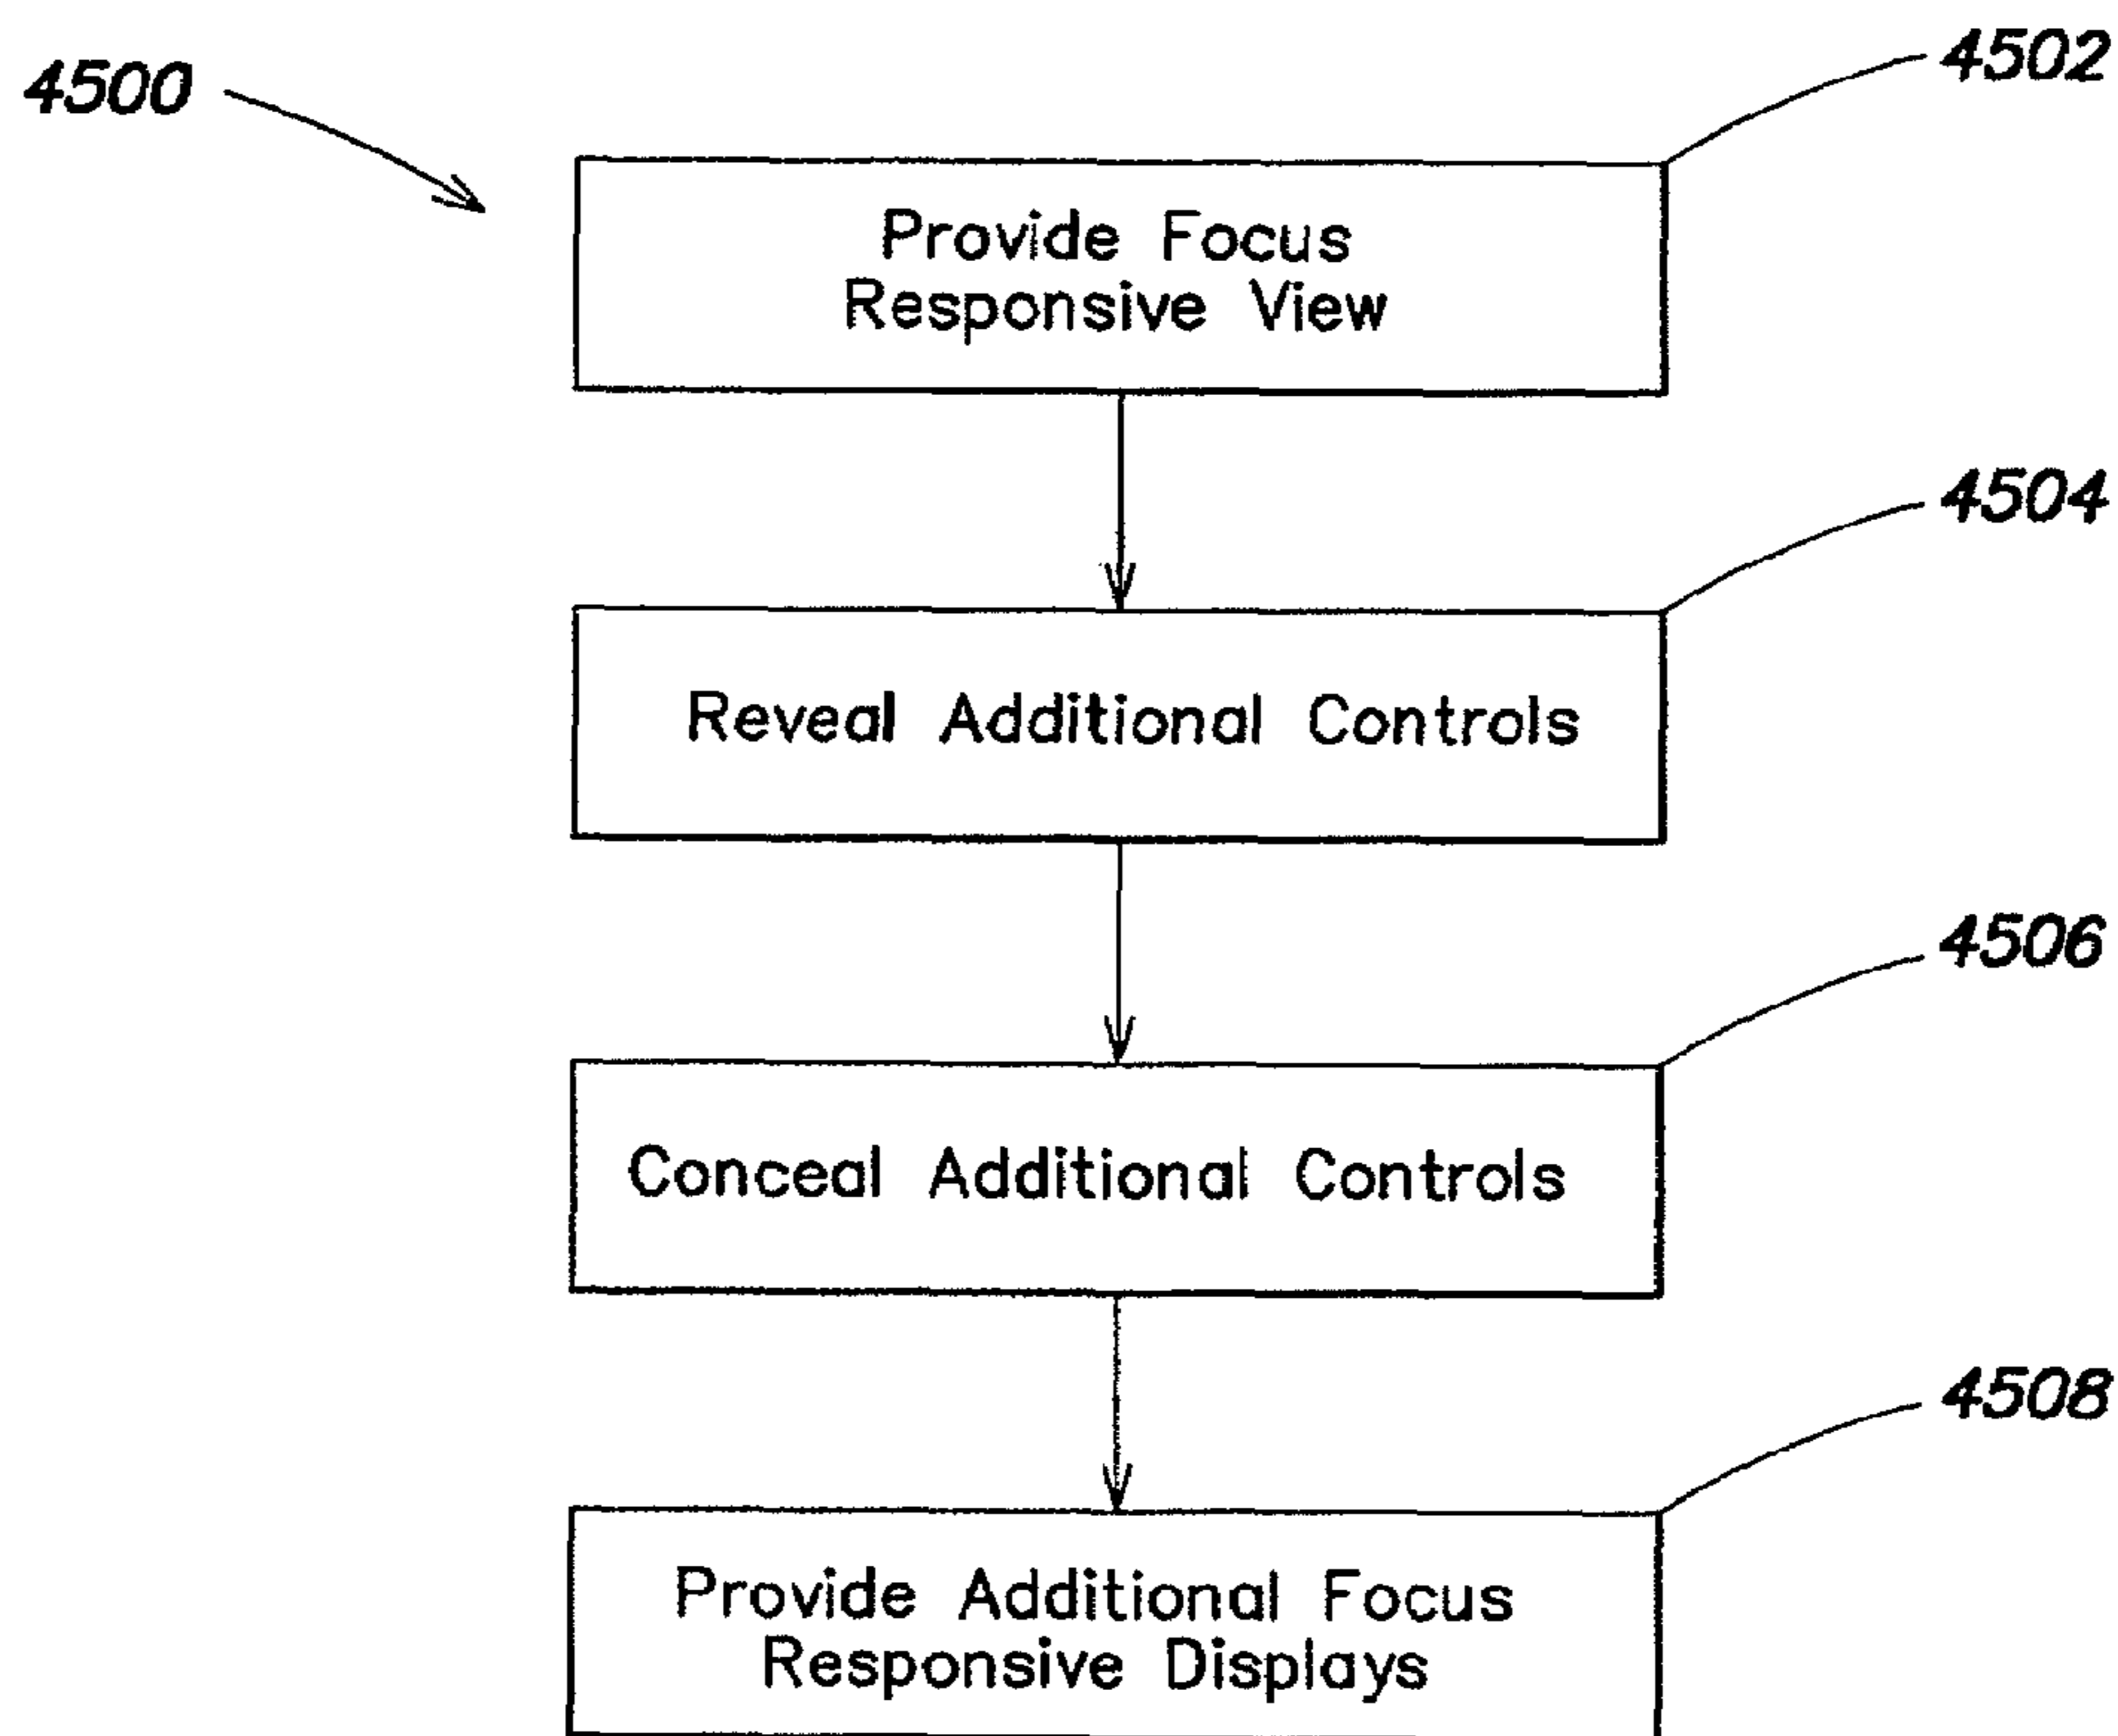 4500
4502
Provide Focus
Responsive View
4504
Reveal Additional Controls
4506
Conceal Additional Controls
4508
Provide Additional Focus
Responsive Displays